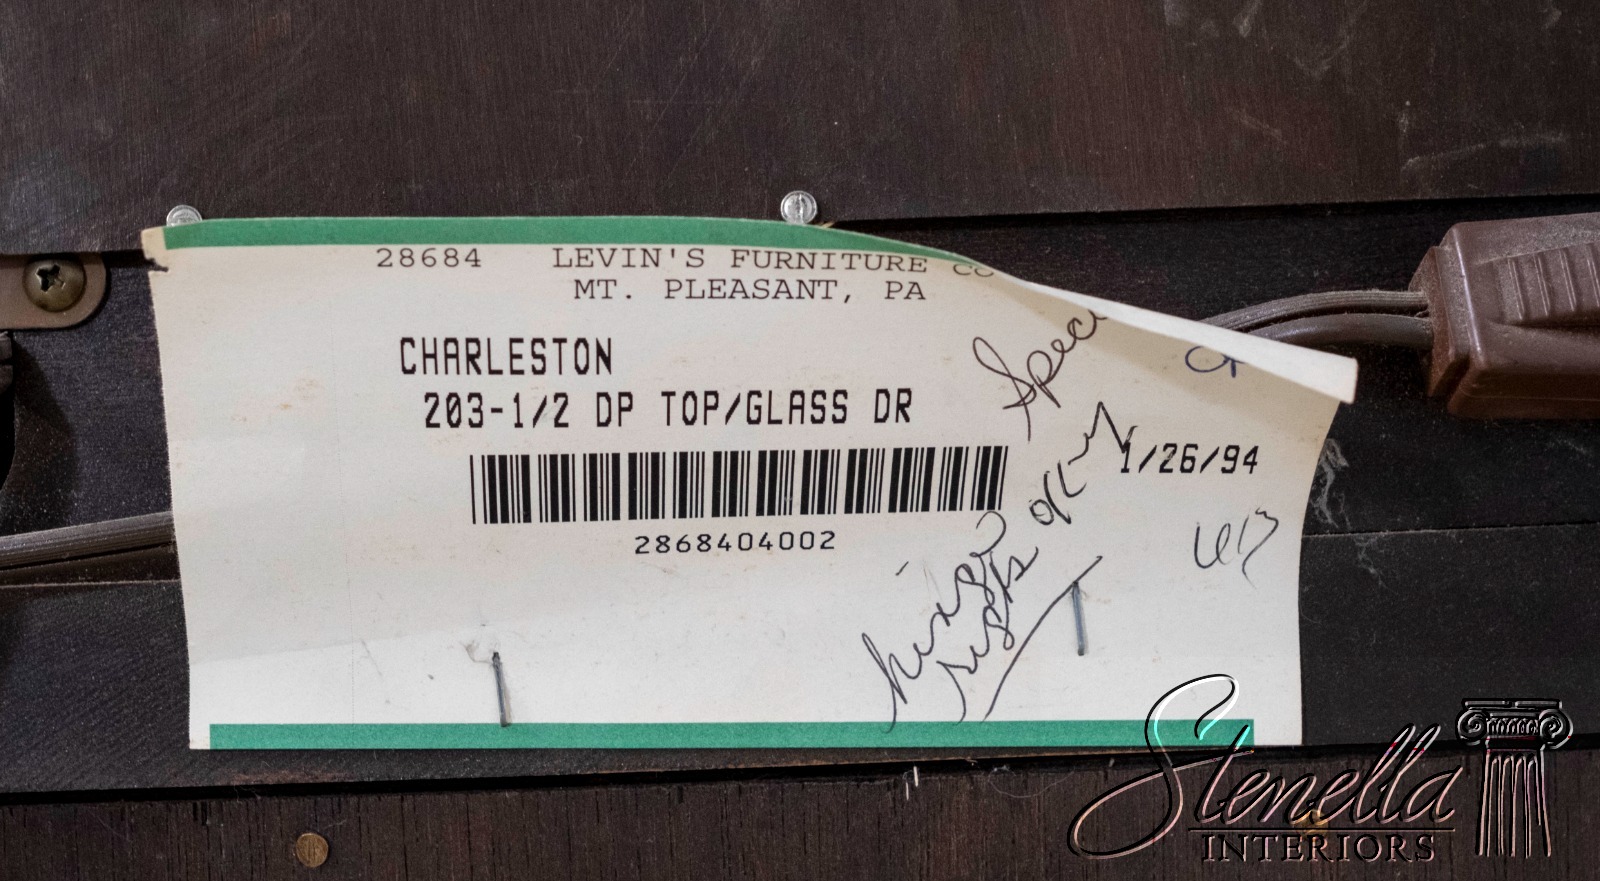 28684 LEVIN'S FURNITURE CO
MT. PLEASANT, PA
CHARLESTON
203-1/2 DP TOP/GLASS DR
2868404002
1/26/94
hinge
Stenella
INTERIORS